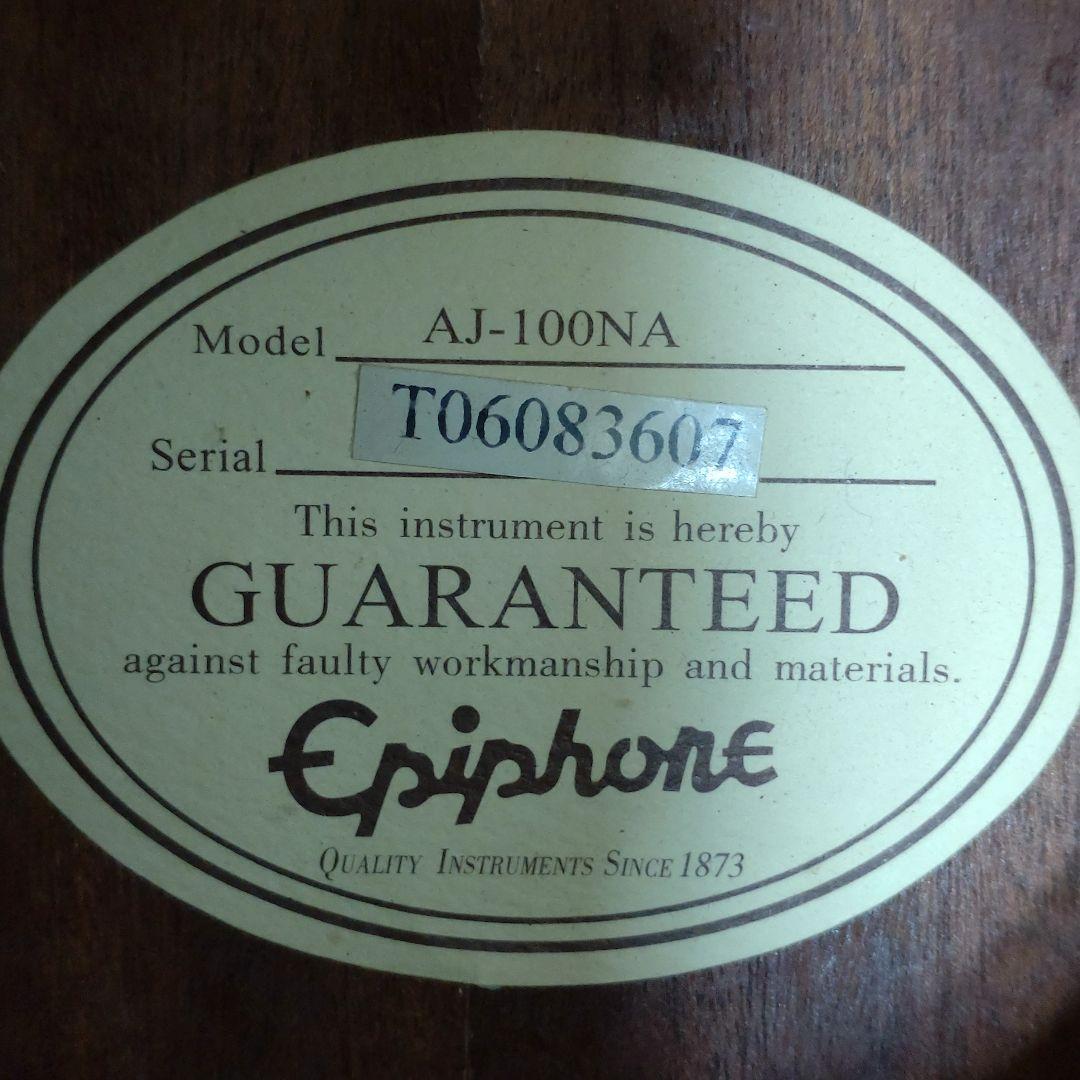 Model AJ-100NA
Serial T06083607
This instrument is hereby
GUARANTEED
against faulty workmanship and materials.
Epiphone
QUALITY INSTRUMENTS SINCE 1873